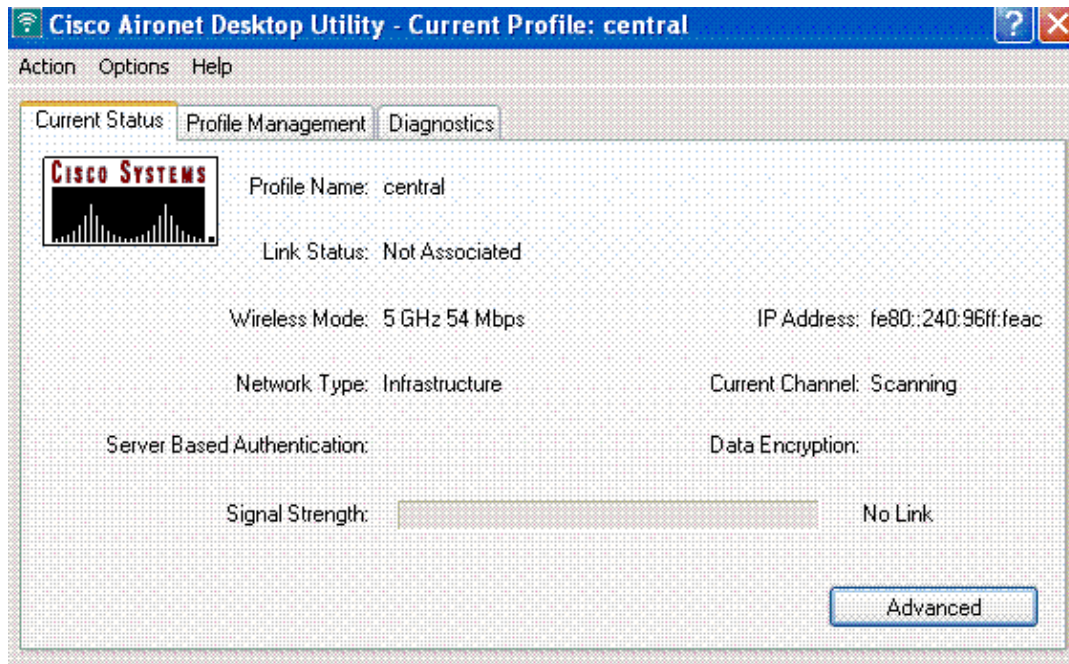 Cisco Aironet Desktop Utility - Current Profile: central
Action Options Help
Current Status Profile Management Diagnostics
CISCO SYSTEMS
Profile Name: central
Link Status: Not Associated
Wireless Mode: 5 GHz 54 Mbps IP Address: fe80::240:96ff:feac
Network Type: Infrastructure Current Channel: Scanning
Server Based Authentication: Data Encryption:
Signal Strength: No Link
Advanced